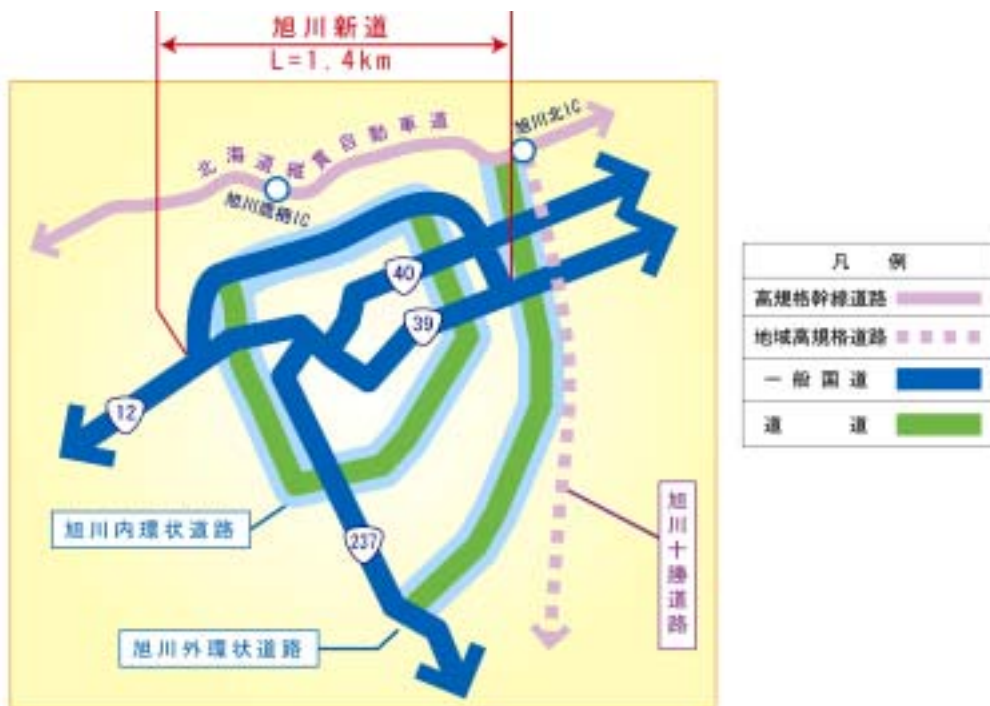 旭川新道
L=1.4km
北海道縦貫自動車道
旭川北IC
旭川鷹栖IC
40
39
12
237
旭川内環状道路
旭川外環状道路
旭川十勝道路
凡 例
高規格幹線道路
地域高規格道路
一般国道
道 道